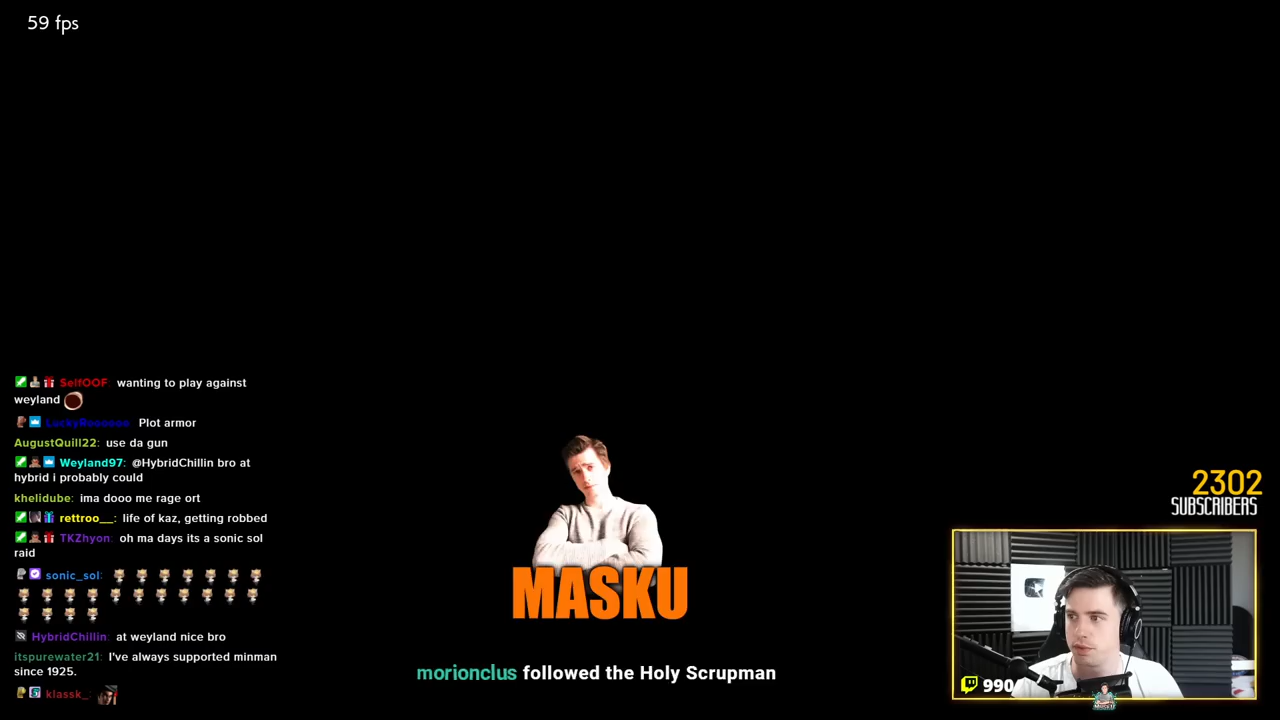 59 fps
SelfOOF wanting to play against
weyland
Plot armor
AugustQuill22: use da gun
Weyland97: @HybridChillin bro at
hybrid i probably could
khelidube: ima dooo me rage ort
rettroo__: life of kaz, getting robbed
TKZhyon: oh ma days its a sonic sol
raid
sonic_sol:
HybridChillin: at weyland nice bro
itspurewater21: I've always supported minman
since 1925.
klassk_:
MASKU
morionclus followed the Holy Scrupman
2302
SUBSCRIBERS